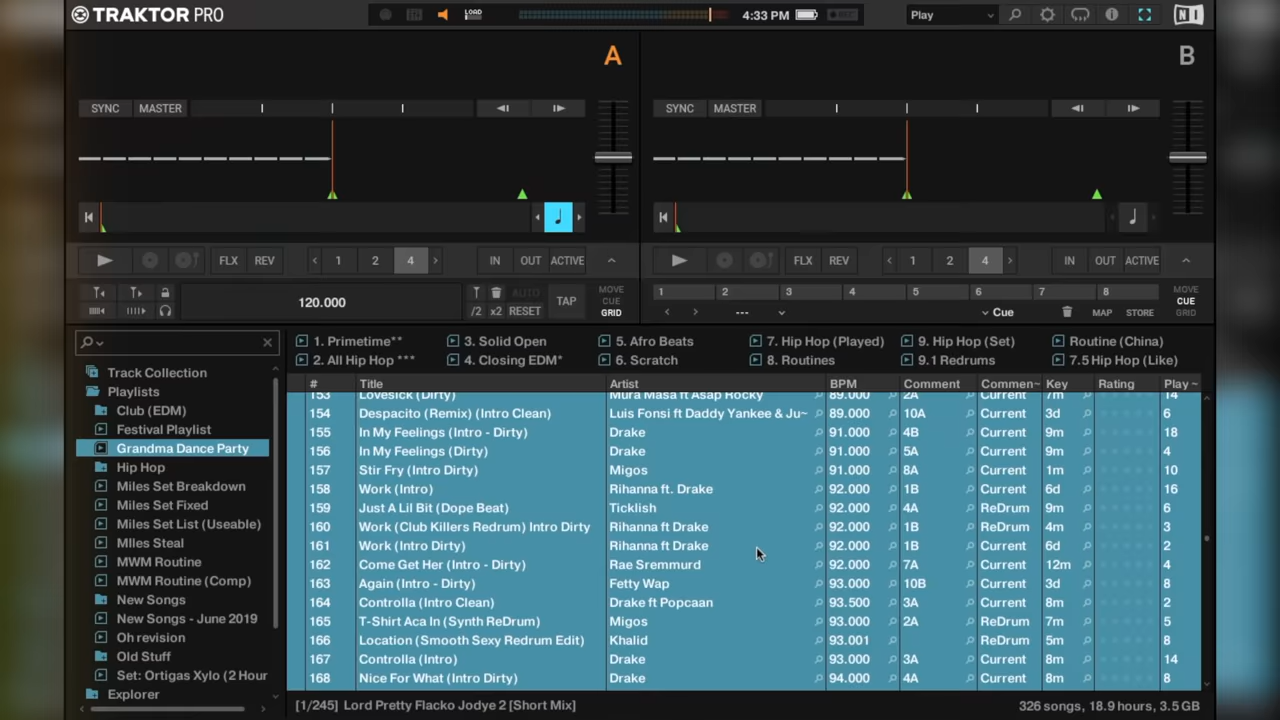 TRAKTOR PRO LOAD 4:33 PM Play
A B
SYNC MASTER SYNC MASTER
FLX REV 1 2 4 IN OUT ACTIVE FLX REV 1 2 4 IN OUT ACTIVE
120.000 AUTO /2 x2 RESET TAP MOVE CUE GRID
1 2 3 4 5 6 7 8
--- Cue MAP STORE MOVE CUE GRID
1. Primetime** 3. Solid Open 5. Afro Beats 7. Hip Hop (Played) 9. Hip Hop (Set) Routine (China)
2. All Hip Hop *** 4. Closing EDM* 6. Scratch 8. Routines 9.1 Redrums 7.5 Hip Hop (Like)
Track Collection
Playlists
Club (EDM)
Festival Playlist
Grandma Dance Party
Hip Hop
Miles Set Breakdown
Miles Set Fixed
Miles Set List (Useable)
MIles Steal
MWM Routine
MWM Routine (Comp)
New Songs
New Songs - June 2019
Oh revision
Old Stuff
Set: Ortigas Xylo (2 Hour
Explorer
# Title Artist BPM Comment Commen~ Key Rating Play ~
153 Lovesick (Dirty) Mura Masa ft Asap Rocky 89.000 2A Current 7m 14
154 Despacito (Remix) (Intro Clean) Luis Fonsi ft Daddy Yankee & Ju~ 89.000 10A Current 3d 6
155 In My Feelings (Intro - Dirty) Drake 91.000 4B Current 9m 18
156 In My Feelings (Dirty) Drake 91.000 5A Current 9m 4
157 Stir Fry (Intro Dirty) Migos 91.000 8A Current 1m 10
158 Work (Intro) Rihanna ft. Drake 92.000 1B Current 6d 16
159 Just A Lil Bit (Dope Beat) Ticklish 92.000 4A ReDrum 9m 6
160 Work (Club Killers Redrum) Intro Dirty Rihanna ft Drake 92.000 1B ReDrum 4m 3
161 Work (Intro Dirty) Rihanna ft Drake 92.000 1B Current 6d 2
162 Come Get Her (Intro - Dirty) Rae Sremmurd 92.000 7A Current 12m 4
163 Again (Intro - Dirty) Fetty Wap 93.000 10B Current 3d 8
164 Controlla (Intro Clean) Drake ft Popcaan 93.500 3A Current 8m 2
165 T-Shirt Aca In (Synth ReDrum) Migos 93.000 2A ReDrum 7m 5
166 Location (Smooth Sexy Redrum Edit) Khalid 93.001 ReDrum 5m 8
167 Controlla (Intro) Drake 93.000 3A Current 8m 14
168 Nice For What (Intro Dirty) Drake 94.000 4A Current 8m 8
[1/245] Lord Pretty Flacko Jodye 2 [Short Mix] 326 songs, 18.9 hours, 3.5 GB